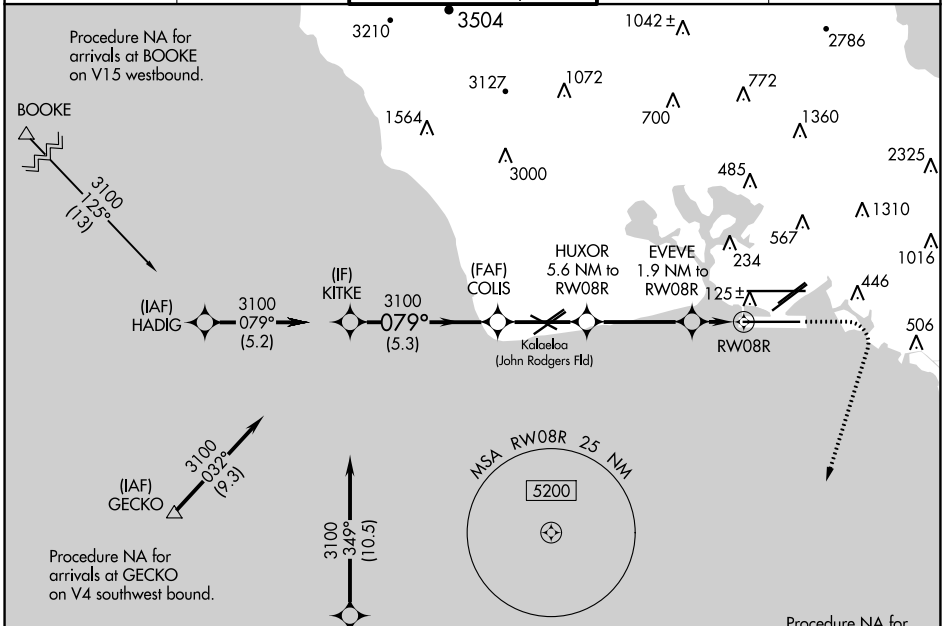 3210
3504
1042 ±
2786
Procedure NA for
arrivals at BOOKE
on V15 westbound.
3127
1072
772
700
1564
1360
BOOKE
3000
485
2325
3100
125°
(13)
1310
567
234
1016
HUXOR
5.6 NM to
RW08R
EVEVE
1.9 NM to
RW08R
(FAF)
COLIS
(IF)
KITKE
125 ±
446
(IAF)
HADIG
3100
079°
(5.2)
3100
079°
(5.3)
Kalaeloa
(John Rodgers Fld)
RW08R
506
3100
032°
(9.3)
(IAF)
GECKO
MSA RW08R 25 NM
5200
3100
349°
(10.5)
Procedure NA for
arrivals at GECKO
on V4 southwest bound.
Procedure NA for